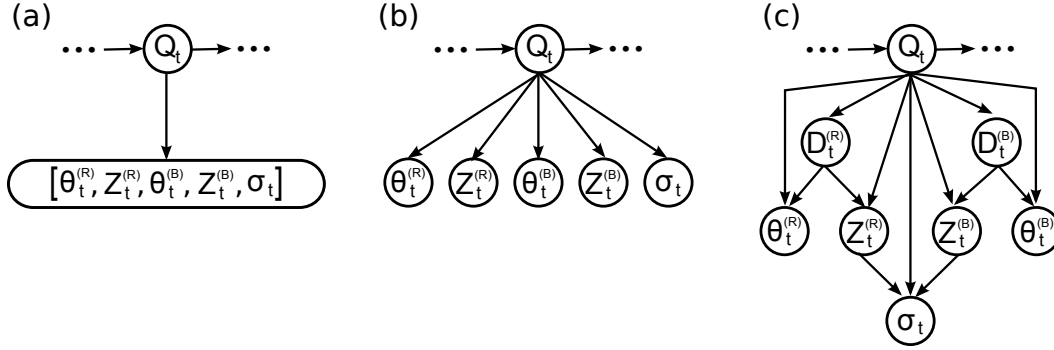 (a) (b) (c)
••• Q_t ••• ••• Q_t ••• ••• Q_t •••
D_t^(R) D_t^(B)
[θ_t^(R), Z_t^(R), θ_t^(B), Z_t^(B), σ_t] θ_t^(R) Z_t^(R) θ_t^(B) Z_t^(B) σ_t
θ_t^(R) Z_t^(R) Z_t^(B) θ_t^(B)
σ_t